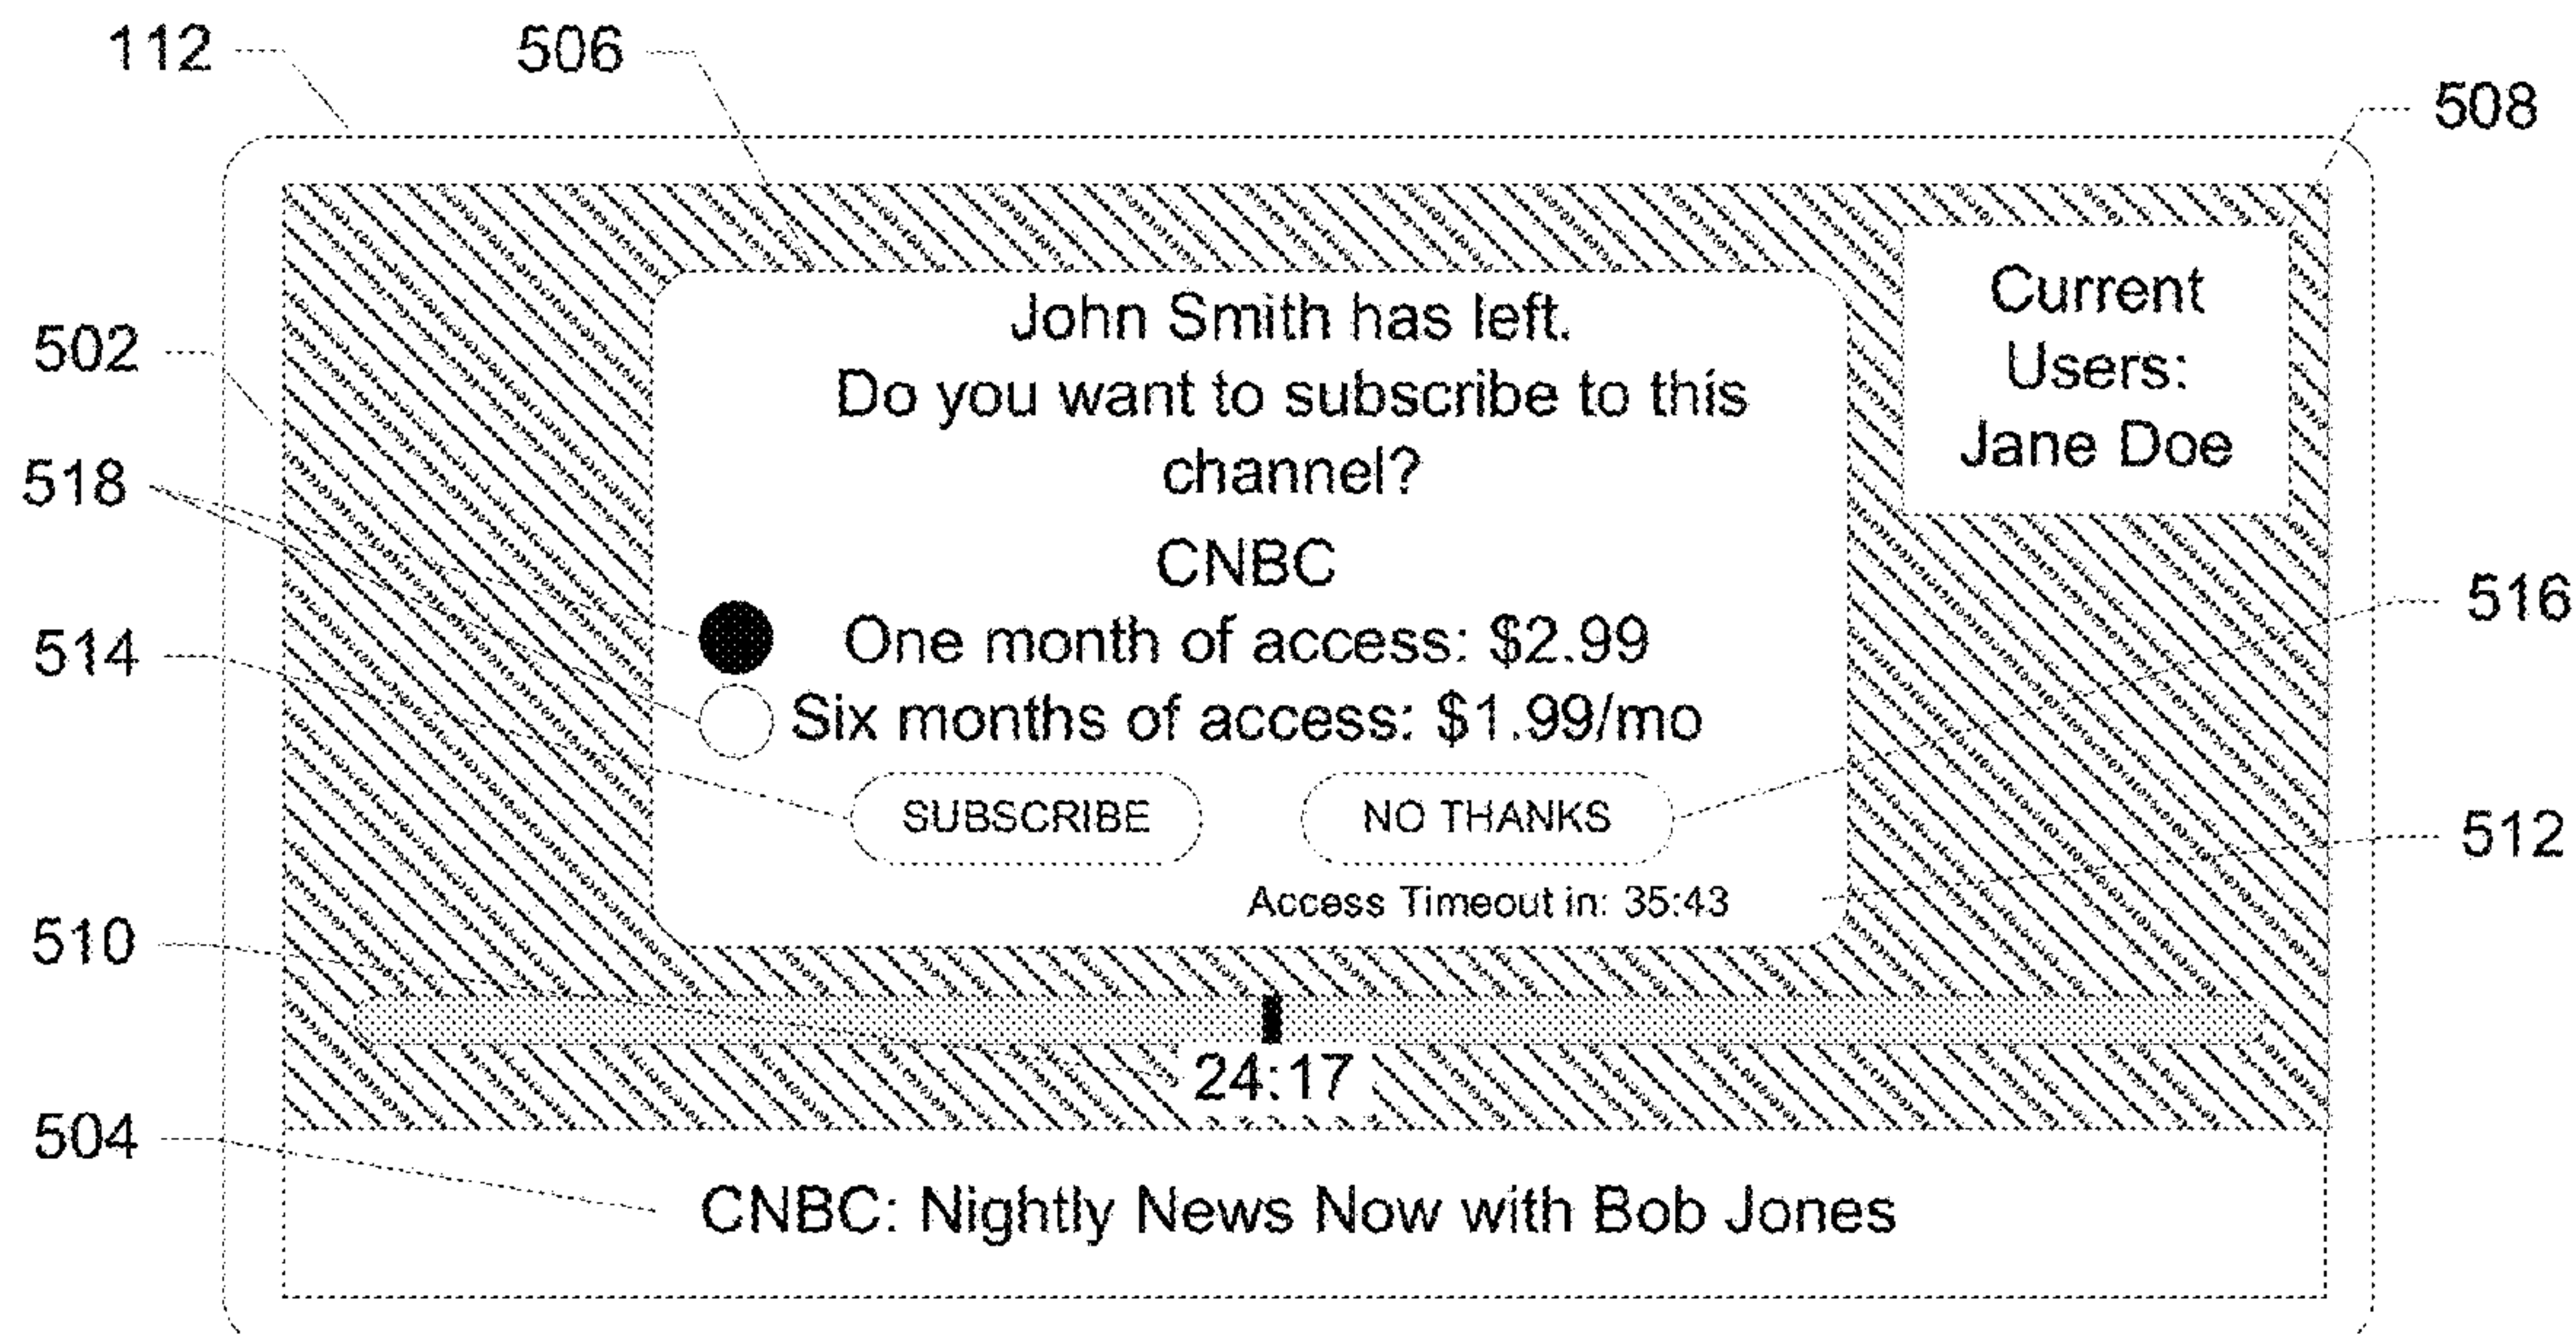 112
506
508
John Smith has left.
Do you want to subscribe to this
channel?
CNBC
One month of access: $2.99
Six months of access: $1.99/mo
SUBSCRIBE
NO THANKS
Access Timeout in: 35:43
Current
Users:
Jane Doe
502
518
514
510
504
516
512
24:17
CNBC: Nightly News Now with Bob Jones